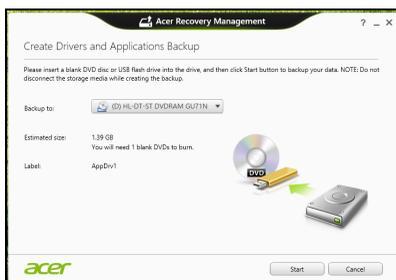 Acer Recovery Management
? _ ×
Create Drivers and Applications Backup
Please insert a blank DVD disc or USB flash drive into the drive, and then click Start button to backup your data. NOTE: Do not
disconnect the storage media while creating the backup.
Backup to: (D) HL-DT-ST DVDRAM GU71N
Estimated size: 1.39 GB
You will need 1 blank DVDs to burn.
Label: AppDrv1
DVD
acer
Start Cancel